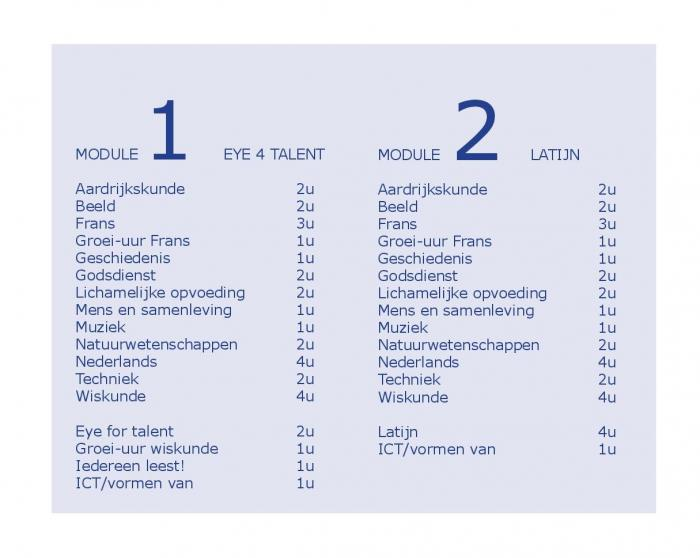 MODULE 1 EYE 4 TALENT
Aardrijkskunde 2u
Beeld 2u
Frans 3u
Groei-uur Frans 1u
Geschiedenis 1u
Godsdienst 2u
Lichamelijke opvoeding 2u
Mens en samenleving 1u
Muziek 1u
Natuurwetenschappen 2u
Nederlands 4u
Techniek 2u
Wiskunde 4u
Eye for talent 2u
Groei-uur wiskunde 1u
Iedereen leest! 1u
ICT/vormen van 1u
MODULE 2 LATIJN
Aardrijkskunde 2u
Beeld 2u
Frans 3u
Groei-uur Frans 1u
Geschiedenis 1u
Godsdienst 2u
Lichamelijke opvoeding 2u
Mens en samenleving 1u
Muziek 1u
Natuurwetenschappen 2u
Nederlands 4u
Techniek 2u
Wiskunde 4u
Latijn 4u
ICT/vormen van 1u